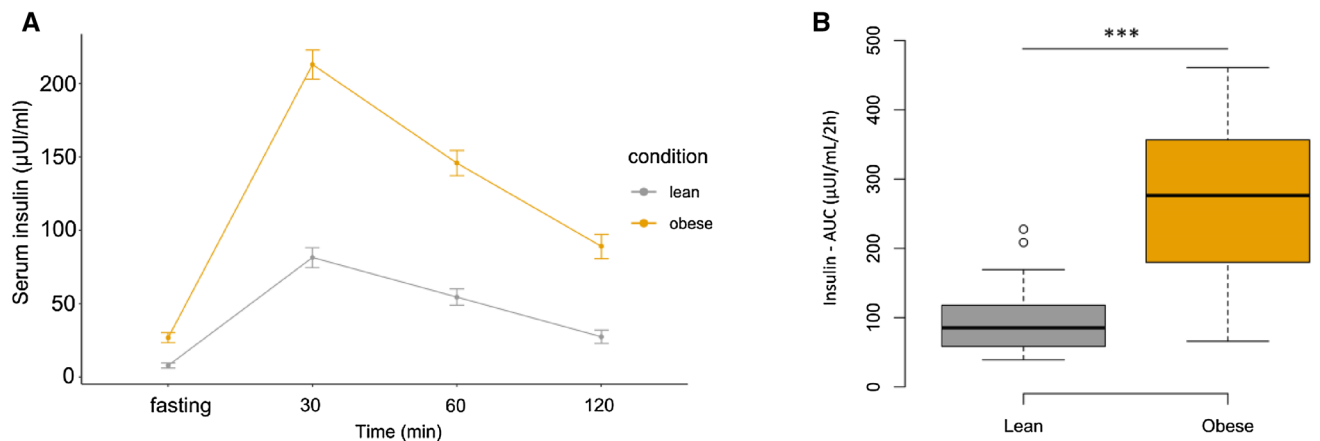 A
Serum insulin (µUI/ml)
200
150
100
50
0
fasting 30 60 120
Time (min)
condition
lean
obese
B
***
Insulin - AUC (µUI/mL/2h)
500
400
300
200
100
0
Lean Obese